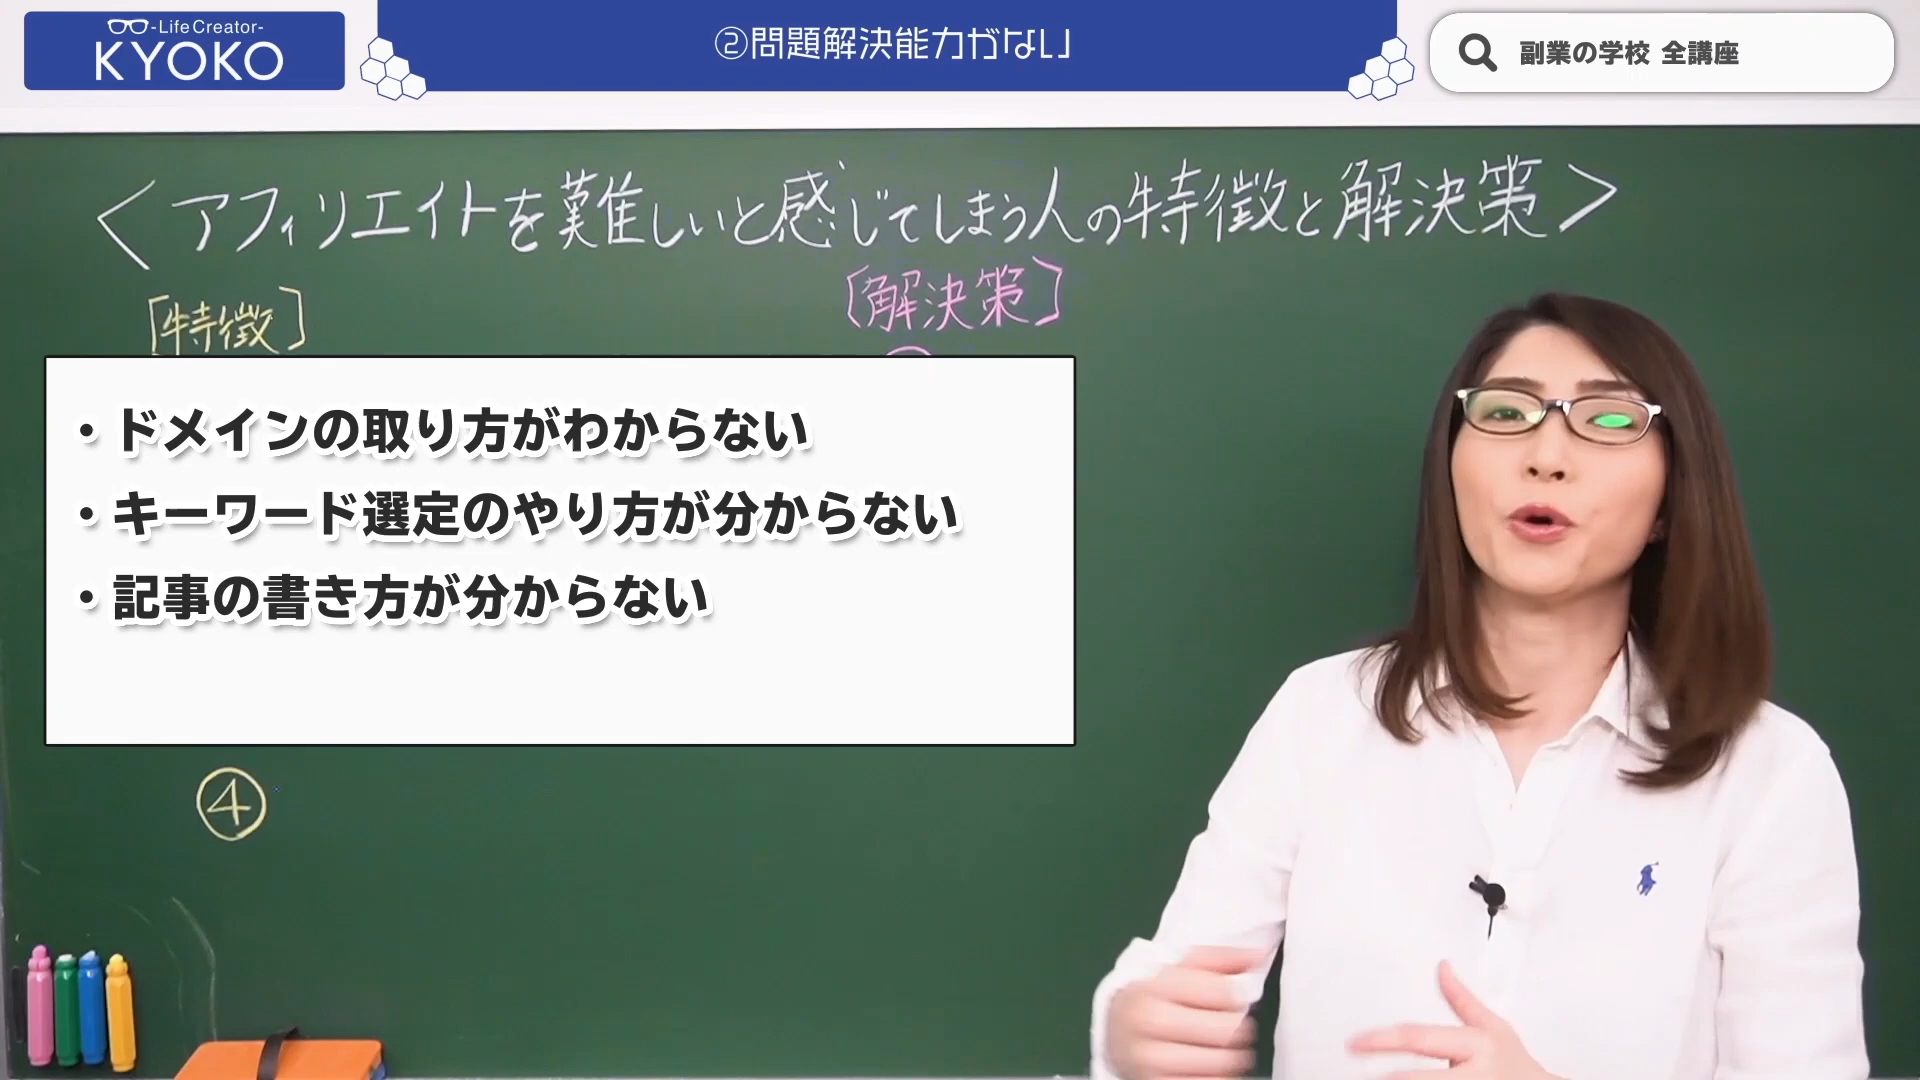 -Life Creator-
KYOKO
②問題解決能力がない
副業の学校 全講座
＜アフィリエイトを難しいと感じてしまう人の特徴と解決策＞
[特徴]
[解決策]
・ドメインの取り方がわからない
・キーワード選定のやり方が分からない
・記事の書き方が分からない
④